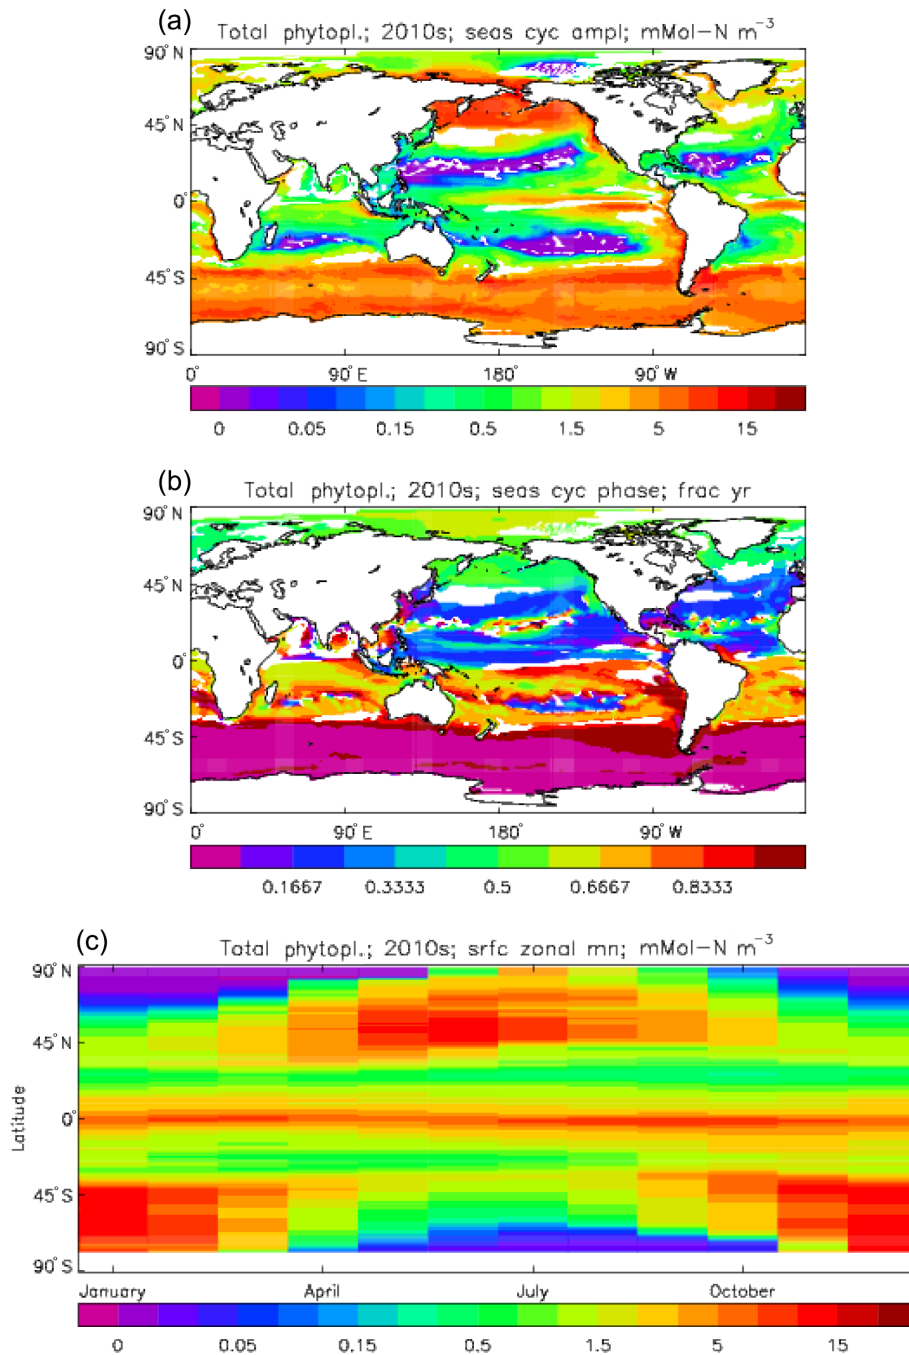 (a)
Total phytopl.; 2010s; seas cyc ampl; mMol-N m⁻³
90°N
45°N
0°
45°S
90°S
0° 90°E 180° 90°W
0 0.05 0.15 0.5 1.5 5 15
(b)
Total phytopl.; 2010s; seas cyc phase; frac yr
90°N
45°N
0°
45°S
90°S
0° 90°E 180° 90°W
0.1667 0.3333 0.5 0.6667 0.8333
(c)
Total phytopl.; 2010s; srfc zonal mn; mMol-N m⁻³
90°N
45°N
0°
45°S
90°S
Latitude
January April July October
0 0.05 0.15 0.5 1.5 5 15